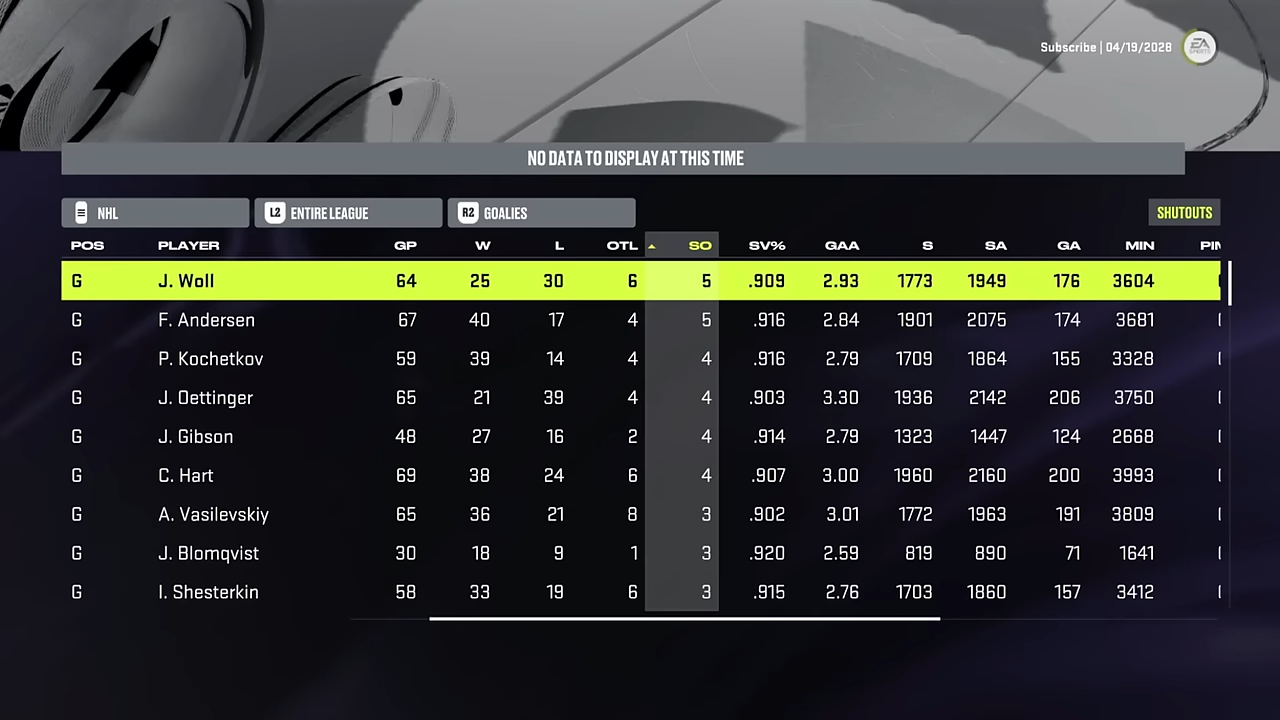 Subscribe | 04/19/2028
EA
SPORTS
NO DATA TO DISPLAY AT THIS TIME
NHL L2 ENTIRE LEAGUE R2 GOALIES SHUTOUTS
POS PLAYER GP W L OTL SO SV% GAA S SA GA MIN
G J. Woll 64 25 30 6 5 .909 2.93 1773 1949 176 3604
G F. Andersen 67 40 17 4 5 .916 2.84 1901 2075 174 3681
G P. Kochetkov 59 39 14 4 4 .916 2.79 1709 1864 155 3328
G J. Oettinger 65 21 39 4 4 .903 3.30 1936 2142 206 3750
G J. Gibson 48 27 16 2 4 .914 2.79 1323 1447 124 2668
G C. Hart 69 38 24 6 4 .907 3.00 1960 2160 200 3993
G A. Vasilevskiy 65 36 21 8 3 .902 3.01 1772 1963 191 3809
G J. Blomqvist 30 18 9 1 3 .920 2.59 819 890 71 1641
G I. Shesterkin 58 33 19 6 3 .915 2.76 1703 1860 157 3412